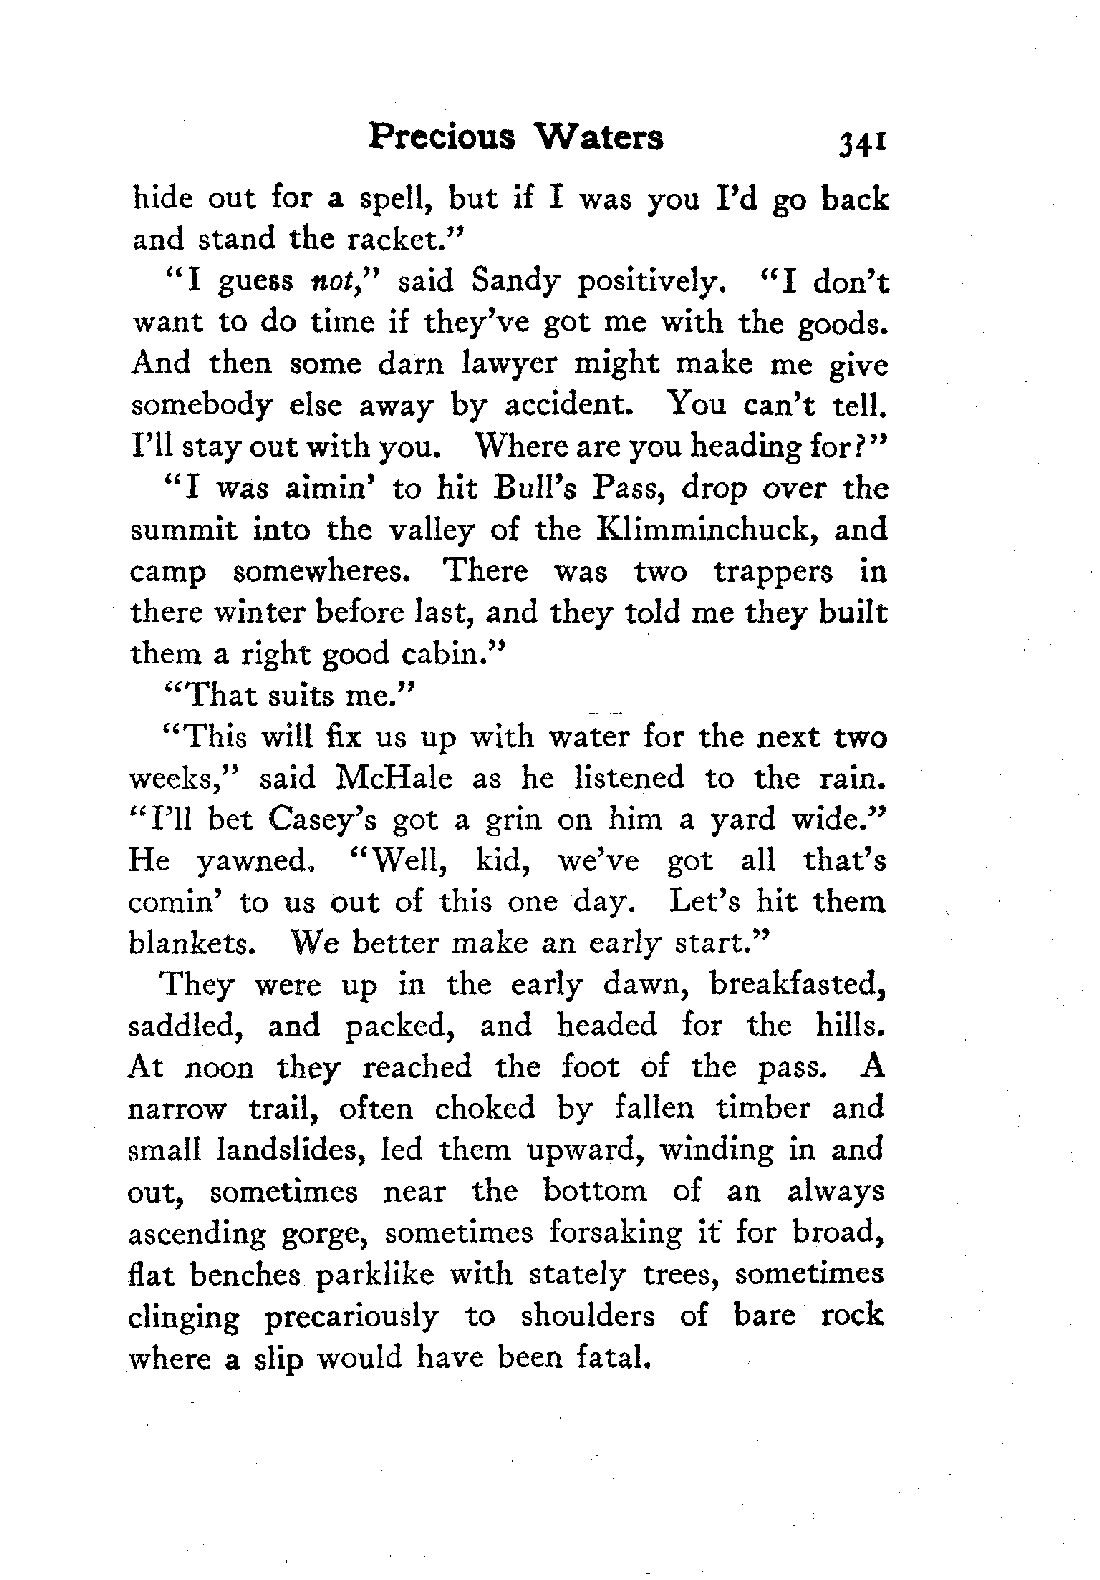 Precious Waters 341
hide out for a spell, but if I was you I'd go back
and stand the racket."
"I guess not," said Sandy positively. "I don't
want to do time if they've got me with the goods.
And then some darn lawyer might make me give
somebody else away by accident. You can't tell.
I'll stay out with you. Where are you heading for?"
"I was aimin' to hit Bull's Pass, drop over the
summit into the valley of the Klimminchuck, and
camp somewheres. There was two trappers in
there winter before last, and they told me they built
them a right good cabin."
"That suits me."
"This will fix us up with water for the next two
weeks," said McHale as he listened to the rain.
"I'll bet Casey's got a grin on him a yard wide."
He yawned. "Well, kid, we've got all that's
comin' to us out of this one day. Let's hit them
blankets. We better make an early start."
They were up in the early dawn, breakfasted,
saddled, and packed, and headed for the hills.
At noon they reached the foot of the pass. A
narrow trail, often choked by fallen timber and
small landslides, led them upward, winding in and
out, sometimes near the bottom of an always
ascending gorge, sometimes forsaking it for broad,
flat benches parklike with stately trees, sometimes
clinging precariously to shoulders of bare rock
where a slip would have been fatal.